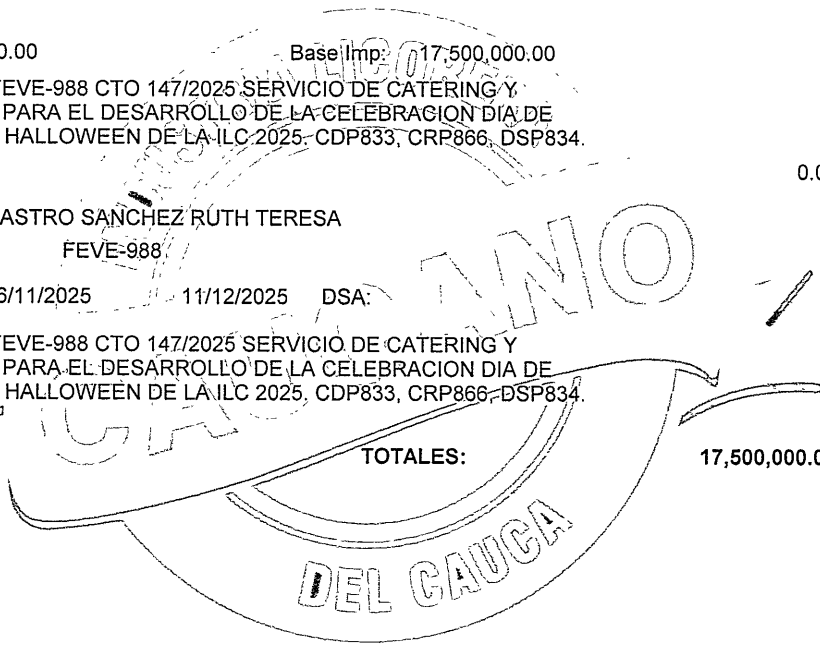 0.00 Base Imp: 17,500,000.00
FEVE-988 CTO 147/2025 SERVICIO DE CATERING Y
PARA EL DESARROLLO DE LA CELEBRACION DIA DE
HALLOWEEN DE LA ILC 2025. CDP833, CRP866, DSP834.
0.0
ASTRO SANCHEZ RUTH TERESA
FEVE-988
6/11/2025 11/12/2025 DSA:
FEVE-988 CTO 147/2025 SERVICIO DE CATERING Y
PARA EL DESARROLLO DE LA CELEBRACION DIA DE
HALLOWEEN DE LA ILC 2025. CDP833, CRP866, DSP834.
CAUCANO
TOTALES: 17,500,000.0
DEL CAUCA